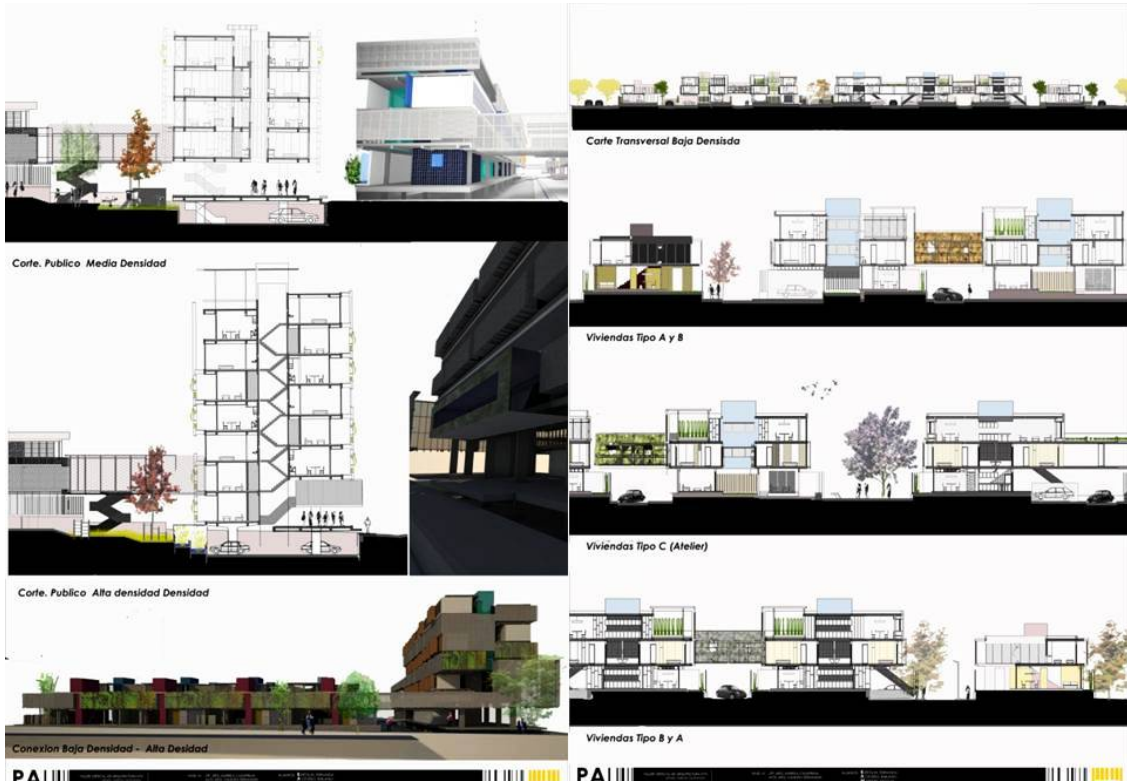 Corte. Publico Media Densidad
Corte. Publico Alta densidad Densidad
Conexion Baja Densidad - Alta Desidad
PA
Carte Transversal Baja Densisda
Viviendas Tipo A y B
Viviendas Tipo C (Atelier)
Viviendas Tipo B y A
PA